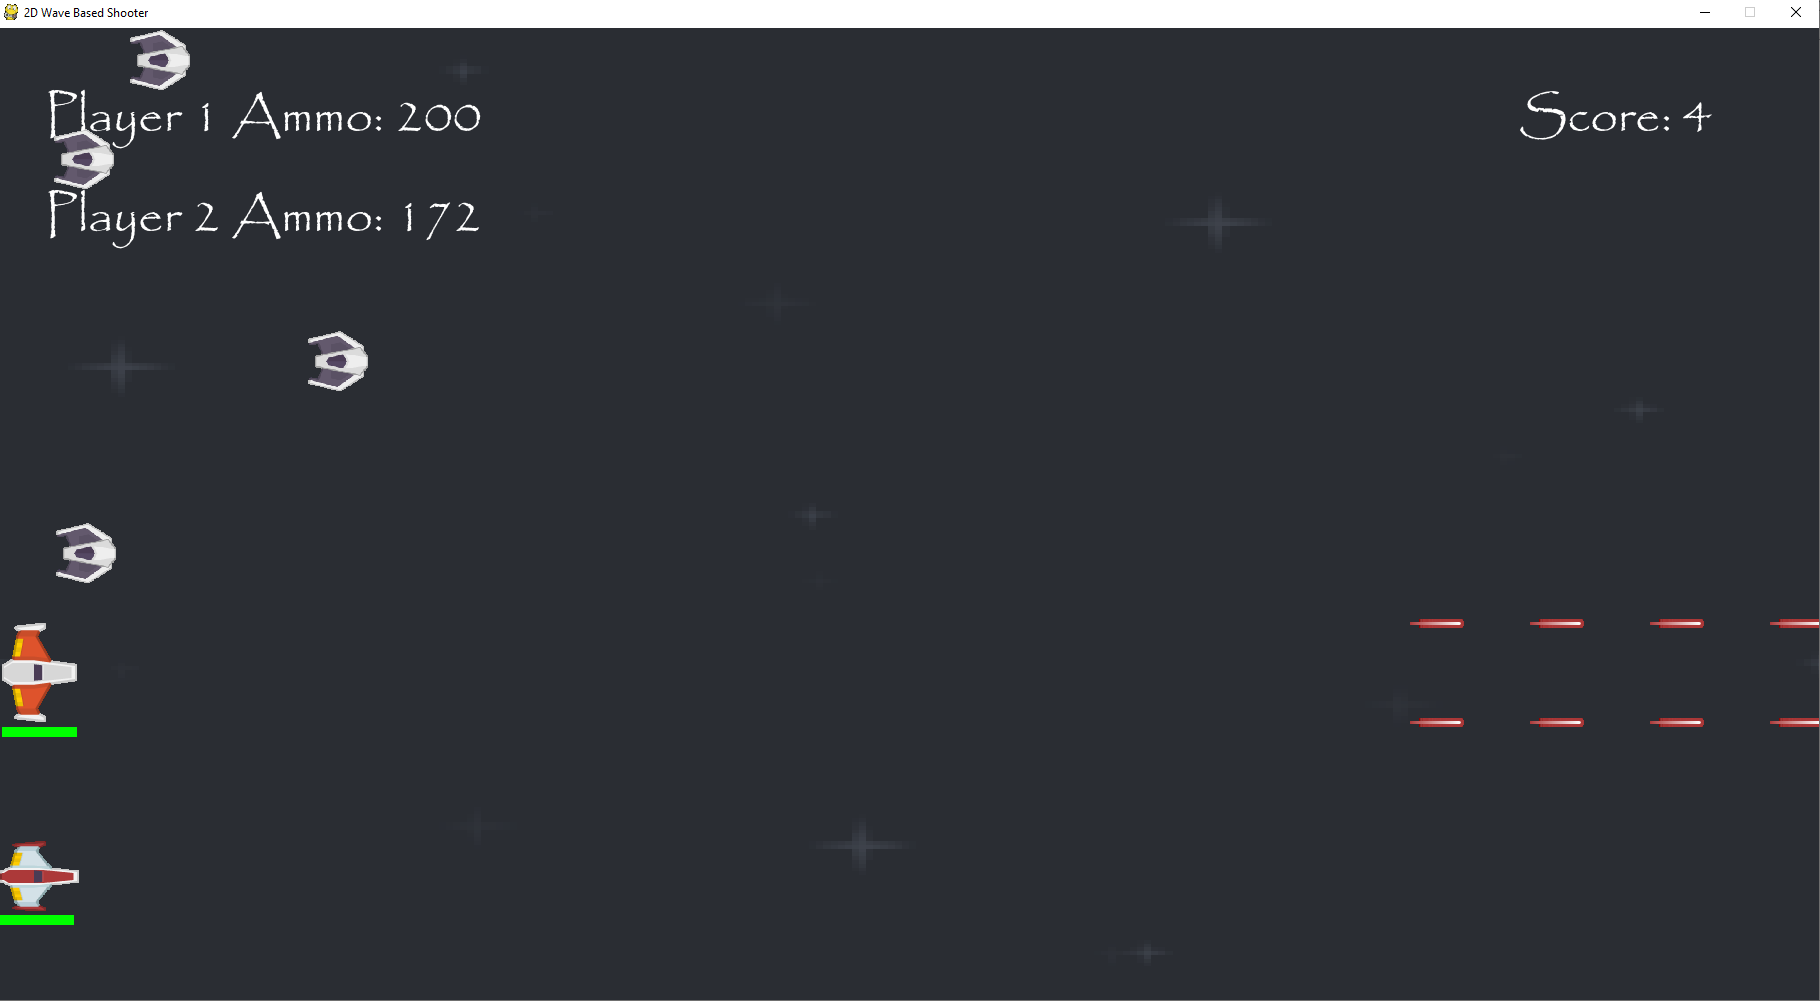 2D Wave Based Shooter
Player 1 Ammo: 200
Score: 4
Player 2 Ammo: 172